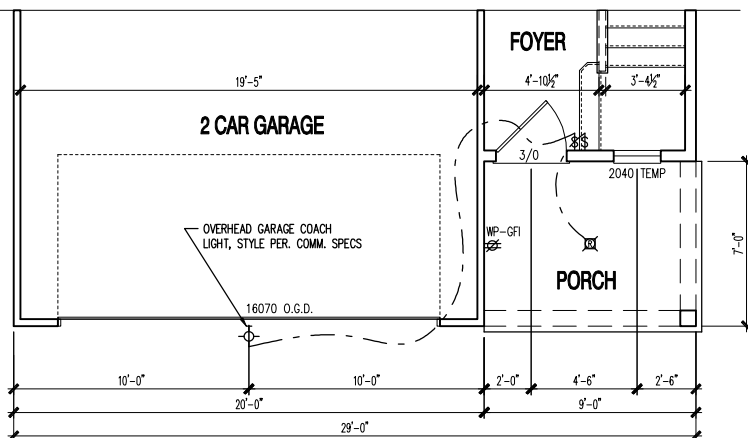 FOYER
19'-5"
4'-10½"
3'-4½"
2 CAR GARAGE
$$
3/0
2040 TEMP
OVERHEAD GARAGE COACH
LIGHT, STYLE PER. COMM. SPECS
WP-GFI
R
7'-0"
PORCH
16070 O.G.D.
10'-0"
10'-0"
2'-0"
4'-6"
2'-6"
20'-0"
9'-0"
29'-0"